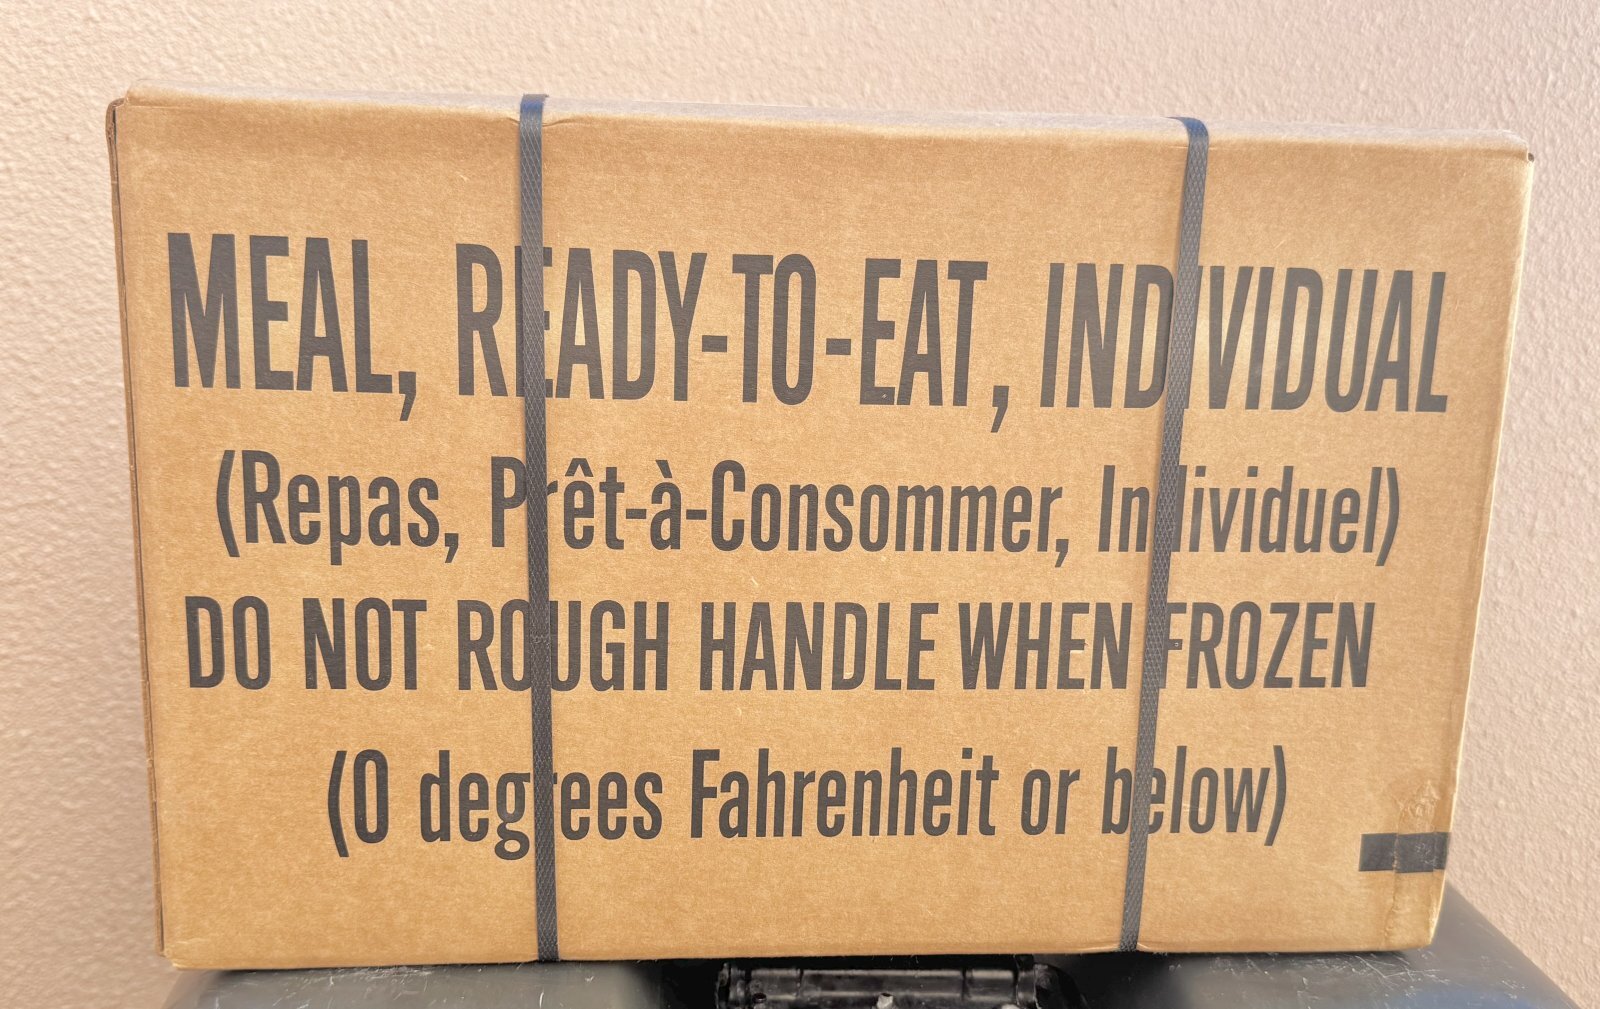 MEAL, READY-TO-EAT, INDIVIDUAL
(Repas, Prêt-à-Consommer, Individuel)
DO NOT ROUGH HANDLE WHEN FROZEN
(0 degrees Fahrenheit or below)